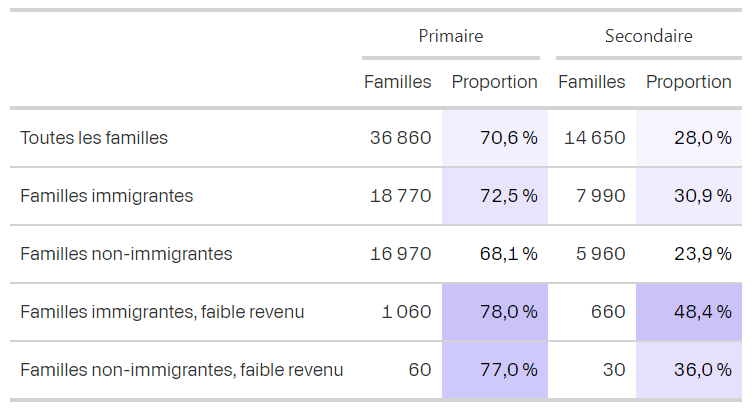 Primaire Secondaire
Familles Proportion Familles Proportion
Toutes les familles 36 860 70,6 % 14 650 28,0 %
Familles immigrantes 18 770 72,5 % 7 990 30,9 %
Familles non-immigrantes 16 970 68,1 % 5 960 23,9 %
Familles immigrantes, faible revenu 1 060 78,0 % 660 48,4 %
Familles non-immigrantes, faible revenu 60 77,0 % 30 36,0 %